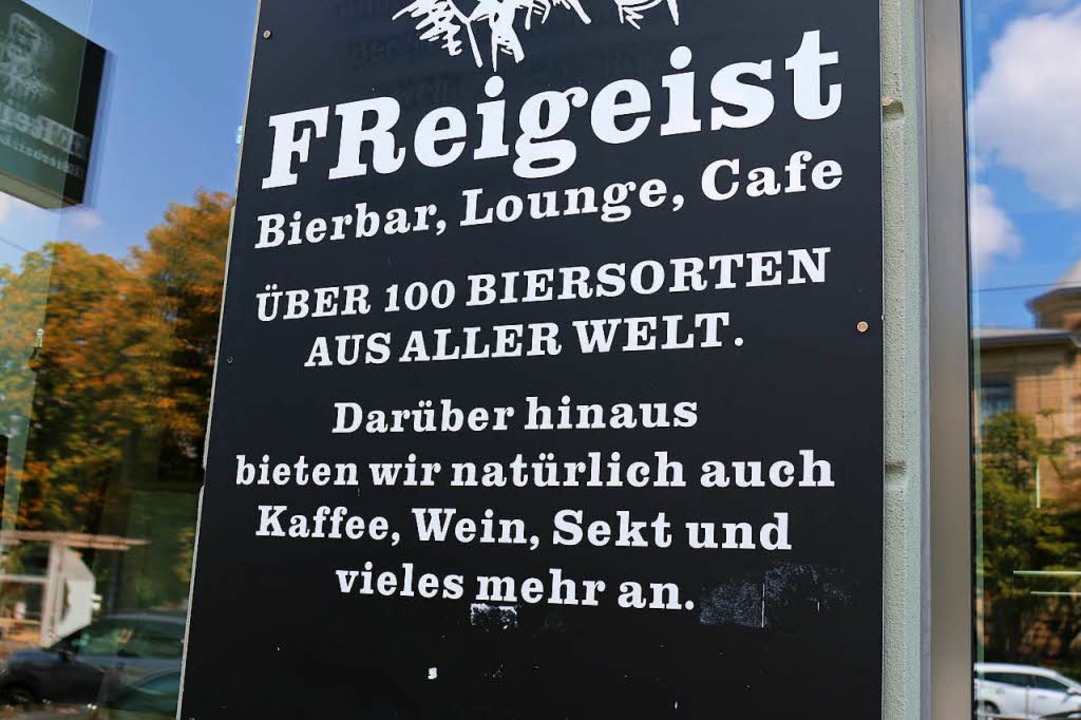 FReigeist
Bierbar, Lounge, Cafe
ÜBER 100 BIERSORTEN
AUS ALLER WELT.
Darüber hinaus
bieten wir natürlich auch
Kaffee, Wein, Sekt und
vieles mehr an.